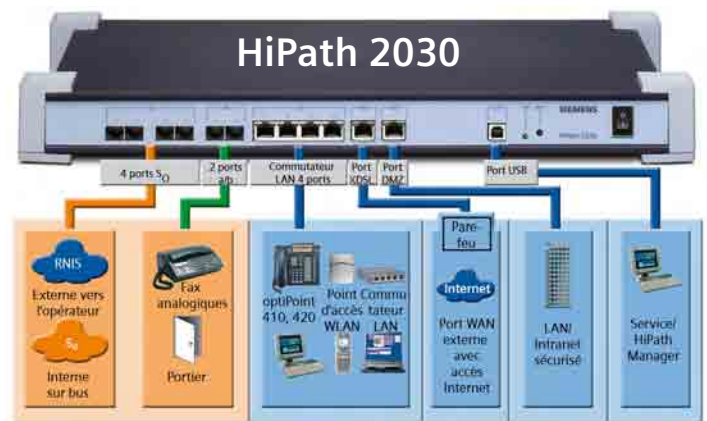 HiPath 2030
SIEMENS
4 ports S0
2 ports
a/b
Commutateur
LAN 4 ports
Port
XDSL
Port
DMZ
Port USB
RNIS
Externe vers
l'opérateur
S0
Interne
sur bus
Fax
analogiques
Portier
optiPoint
410, 420
Point
d'accès
WLAN
Commu
tateur
LAN
Pare-
feu
Internet
Port WAN
externe
avec
accès
Internet
LAN/
Intranet
sécurisé
Service/
HiPath
Manager